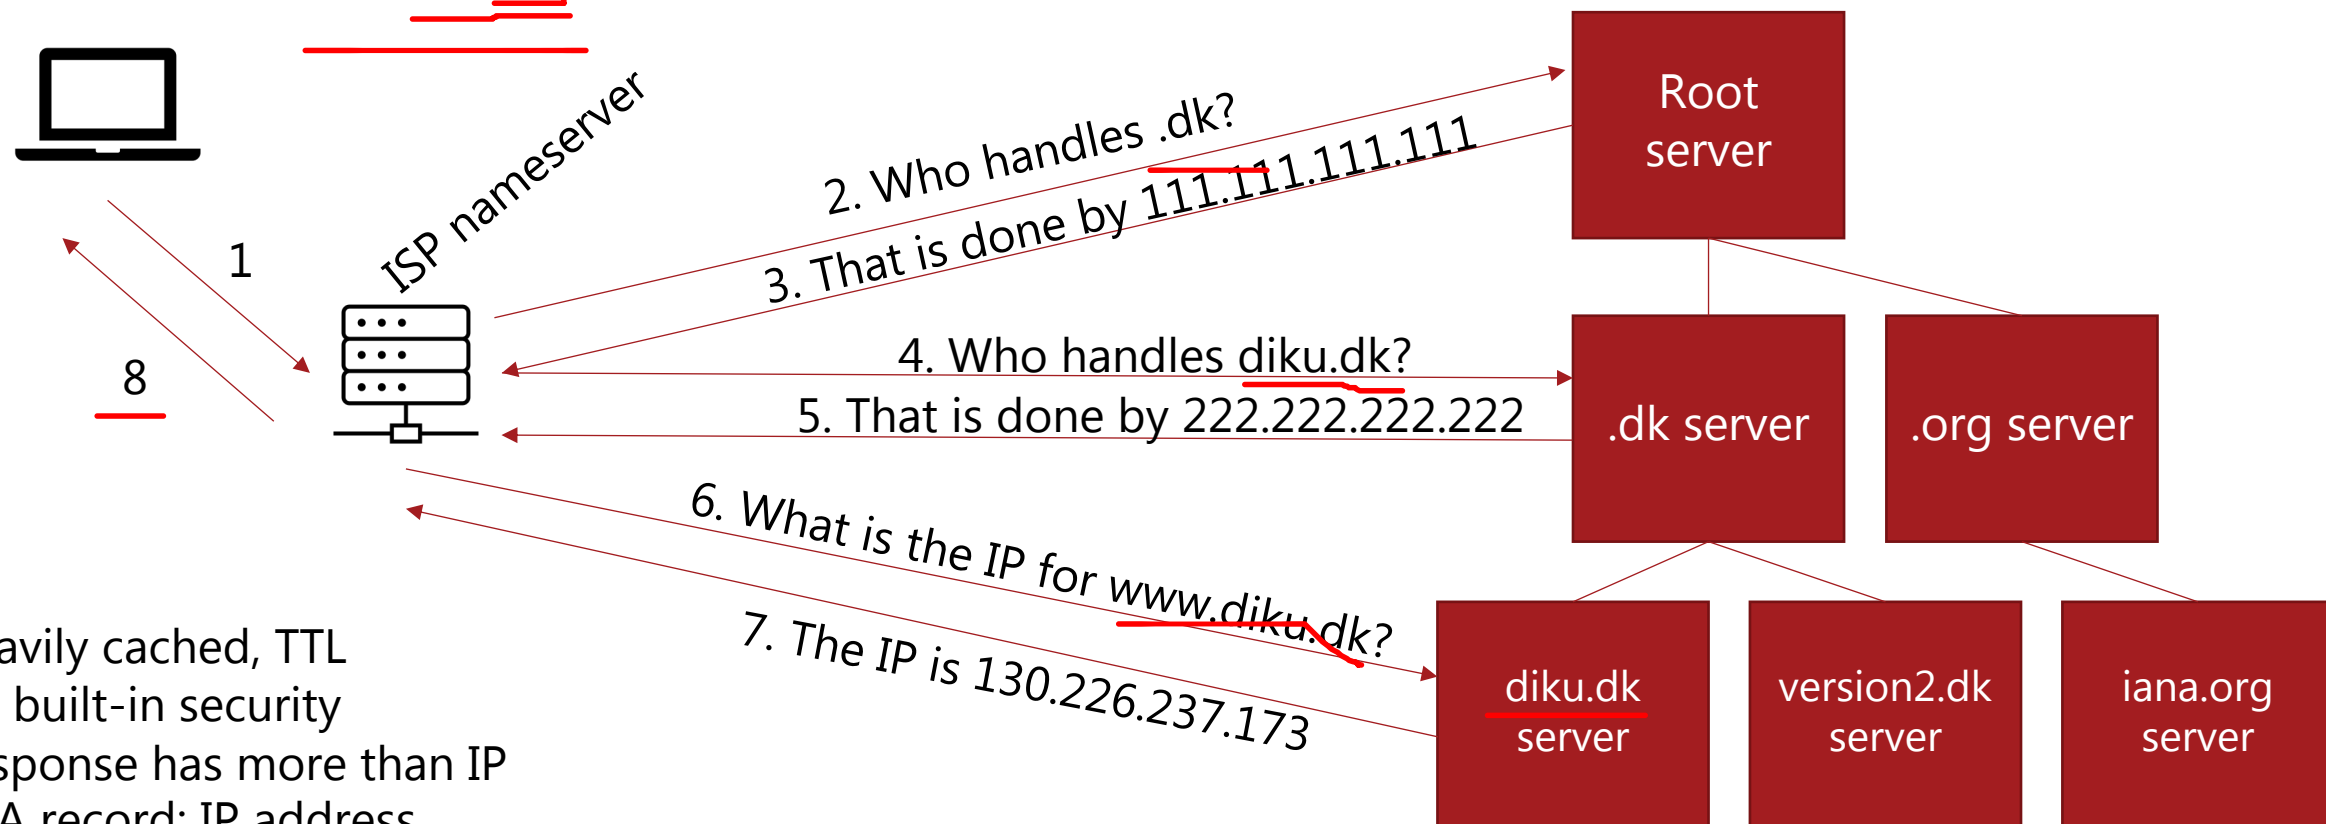 ISP nameserver
1
8
2. Who handles .dk?
3. That is done by 111.111.111.111
4. Who handles diku.dk?
5. That is done by 222.222.222.222
6. What is the IP for www.diku.dk?
7. The IP is 130.226.237.173
Root
server
.dk server
.org server
diku.dk
server
version2.dk
server
iana.org
server
cached, TTL
built-in security
has more than IP
A record: IP address